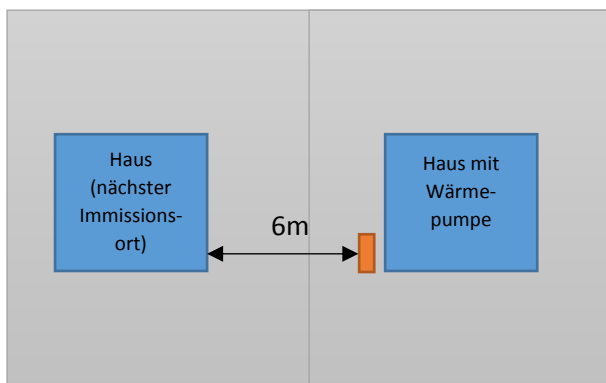 Haus
(nächster
Immissions-
ort)
6m
Haus mit
Wärme-
pumpe